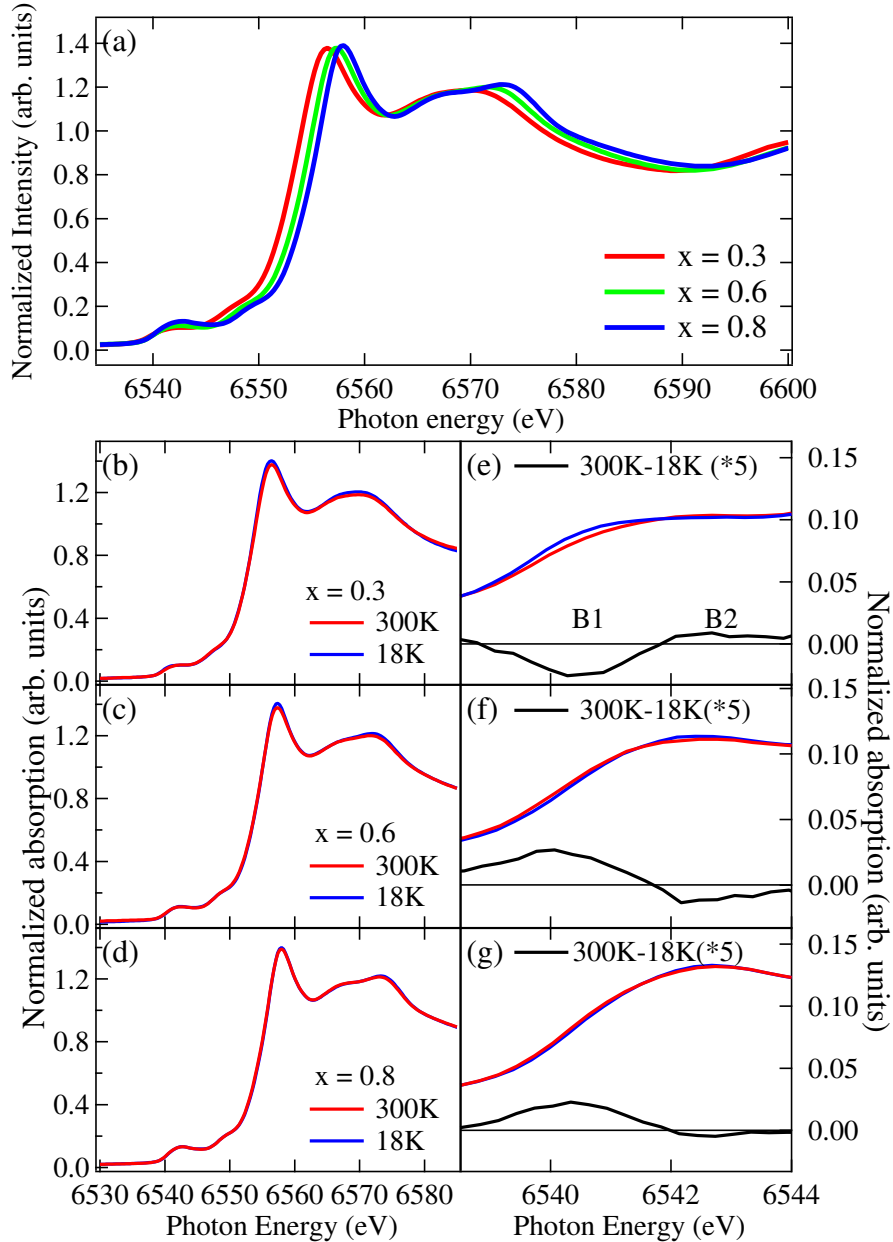 (a)
Normalized Intensity (arb. units)
1.4
1.2
1.0
0.8
0.6
0.4
0.2
0.0
x = 0.3
x = 0.6
x = 0.8
6540 6550 6560 6570 6580 6590 6600
Photon energy (eV)
Normalized absorption (arb. units)
(b)
1.2
0.8
0.4
0.0
x = 0.3
300K
18K
(e) 300K-18K (*5)
0.15
0.10
0.05
0.00
B1 B2
(c)
1.2
0.8
0.4
0.0
x = 0.6
300K
18K
(f) 300K-18K(*5)
0.15
0.10
0.05
0.00
(d)
1.2
0.8
0.4
0.0
x = 0.8
300K
18K
(g) 300K-18K(*5)
0.15
0.10
0.05
0.00
Normalized absorption (arb. units)
6530 6540 6550 6560 6570 6580
Photon Energy (eV)
6540 6542 6544
Photon Energy (eV)